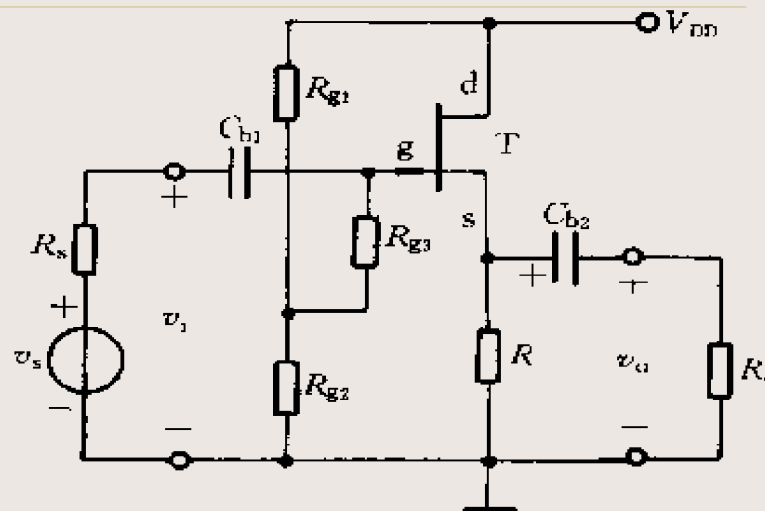 V_DD
d
R_g1
C_b1
g
T
+
s
C_b2
R_s
R_g3
+
+
+
v_i
v_s
R
v_o
R_g2
−
−
−